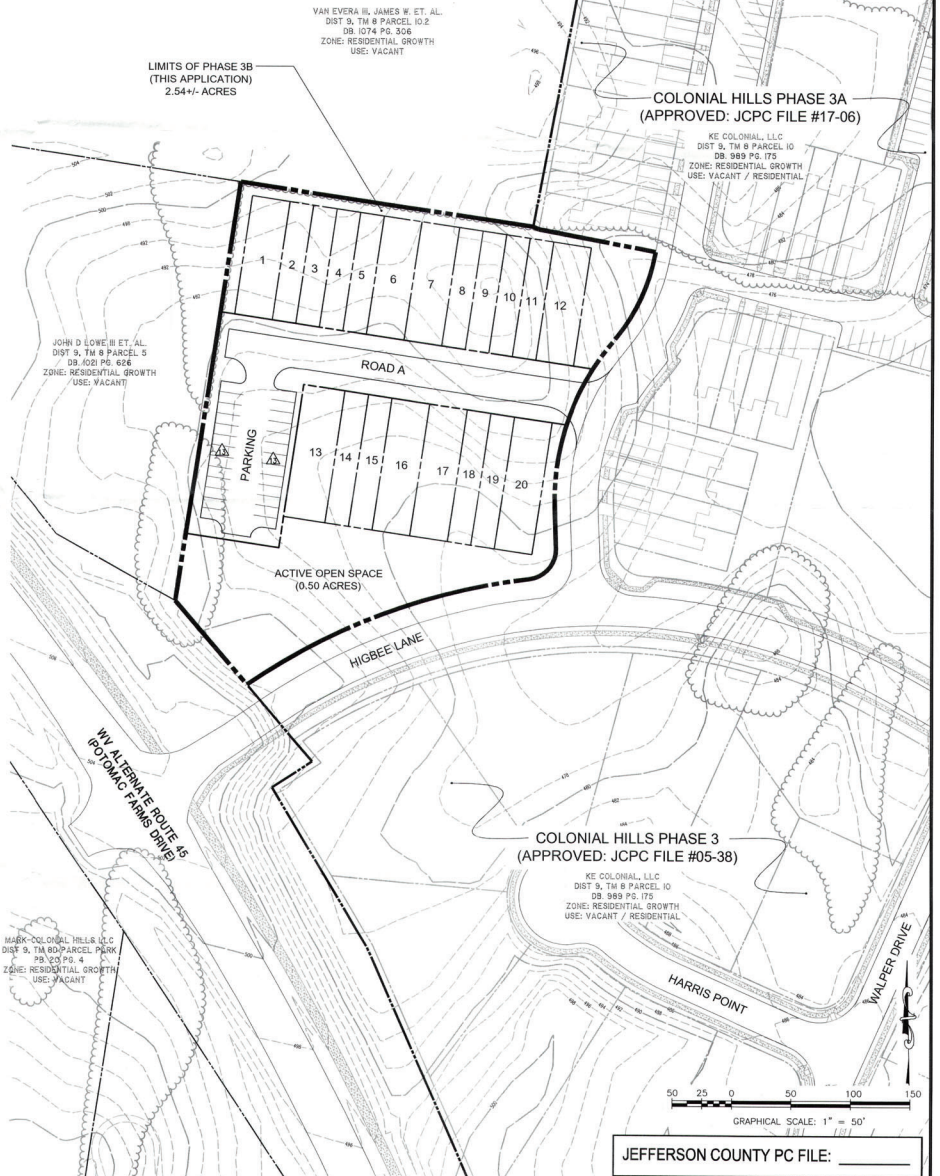 VAN EVERA III, JAMES W. ET. AL.
DIST 9, TM 8 PARCEL 10.2
DB. 1074 PG. 306
ZONE: RESIDENTIAL GROWTH
USE: VACANT
LIMITS OF PHASE 3B
(THIS APPLICATION)
2.54+/- ACRES
COLONIAL HILLS PHASE 3A
(APPROVED: JCPC FILE #17-06)
KE COLONIAL, LLC
DIST 9, TM 8 PARCEL 10
DB. 989 PG. 175
ZONE: RESIDENTIAL GROWTH
USE: VACANT / RESIDENTIAL
1
2
3
4
5
6
7
8
9
10
11
12
JOHN D LOWE III ET. AL.
DIST 9, TM 8 PARCEL 5
DB. 1021 PG. 626
ZONE: RESIDENTIAL GROWTH
USE: VACANT
ROAD A
PARKING
13
14
15
16
17
18
19
20
ACTIVE OPEN SPACE
(0.50 ACRES)
HIGBEE LANE
WV ALTERNATE ROUTE 45
(POTOMAC FARMS DRIVE)
COLONIAL HILLS PHASE 3
(APPROVED: JCPC FILE #05-38)
KE COLONIAL, LLC
DIST 9, TM 8 PARCEL 10
DB. 989 PG. 175
ZONE: RESIDENTIAL GROWTH
USE: VACANT / RESIDENTIAL
MARK-COLONIAL HILLS LLC
DIST 9, TM 8D PARCEL PARK
PB. 20 PG. 4
ZONE: RESIDENTIAL GROWTH
USE: VACANT
HARRIS POINT
WALPER DRIVE
50 25 0 50 100 150
GRAPHICAL SCALE: 1" = 50'
JEFFERSON COUNTY PC FILE: